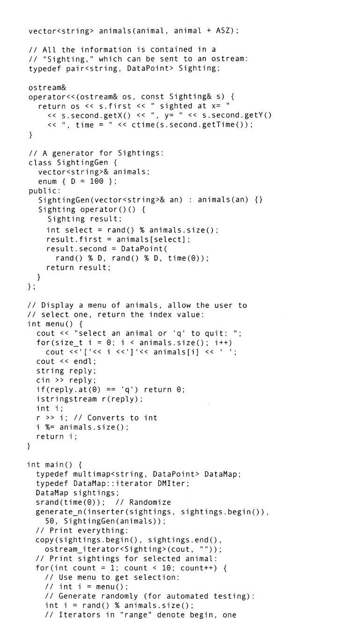 vector<string> animals(animal, animal + ASZ);
// All the information is contained in a
// "Sighting," which can be sent to an ostream:
typedef pair<string, DataPoint> Sighting;
ostream&
operator<<(ostream& os, const Sighting& s) {
return os << s.first << " sighted at x= "
<< s.second.getX() << ", y= " << s.second.getY()
<< ", time = " << ctime(s.second.getTime());
}
// A generator for Sightings:
class SightingGen {
vector<string>& animals;
enum { D = 100 };
public:
SightingGen(vector<string>& an) : animals(an) {}
Sighting operator()() {
Sighting result;
int select = rand() % animals.size();
result.first = animals[select];
result.second = DataPoint(
rand() % D, rand() % D, time(0));
return result;
}
};
// Display a menu of animals, allow the user to
// select one, return the index value:
int menu() {
cout << "select an animal or 'q' to quit: ";
for(size_t i = 0; i < animals.size(); i++)
cout <<'['<< i <<']'<< animals[i] << ' ';
cout << endl;
string reply;
cin >> reply;
if(reply.at(0) == 'q') return 0;
istringstream r(reply);
int i;
r >> i; // Converts to int
i %= animals.size();
return i;
}
int main() {
typedef multimap<string, DataPoint> DataMap;
typedef DataMap::iterator DMIter;
DataMap sightings;
srand(time(0)); // Randomize
generate_n(inserter(sightings, sightings.begin()),
50, SightingGen(animals));
// Print everything:
copy(sightings.begin(), sightings.end(),
ostream_iterator<Sighting>(cout, ""));
// Print sightings for selected animal:
for(int count = 1; count < 10; count++) {
// Use menu to get selection:
// int i = menu();
// Generate randomly (for automated testing):
int i = rand() % animals.size();
// Iterators in "range" denote begin, one